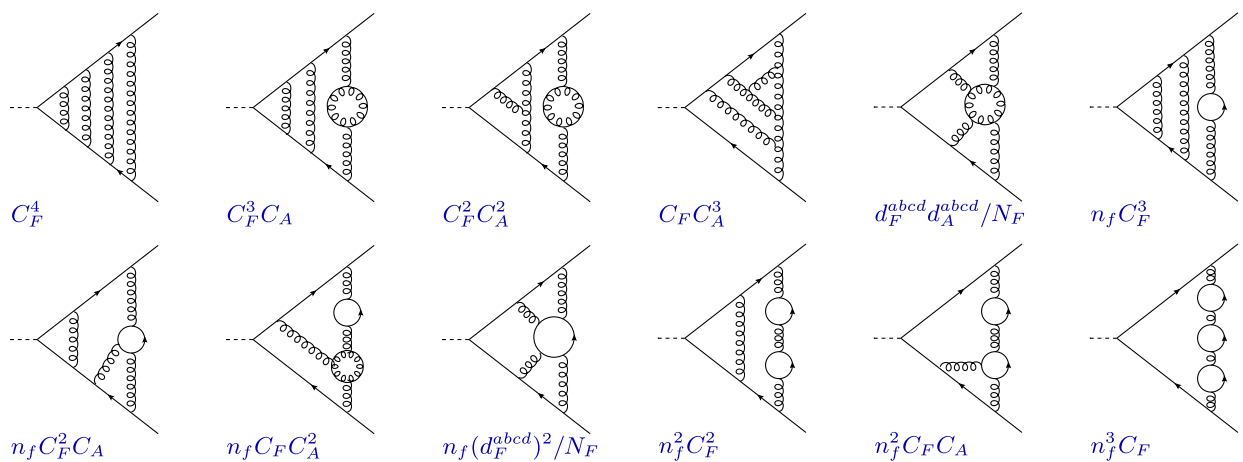 $C_F^4$ $C_F^3 C_A$ $C_F^2 C_A^2$ $C_F C_A^3$ $d_F^{abcd} d_A^{abcd}/N_F$ $n_f C_F^3$
$n_f C_F^2 C_A$ $n_f C_F C_A^2$ $n_f (d_F^{abcd})^2/N_F$ $n_f^2 C_F^2$ $n_f^2 C_F C_A$ $n_f^3 C_F$